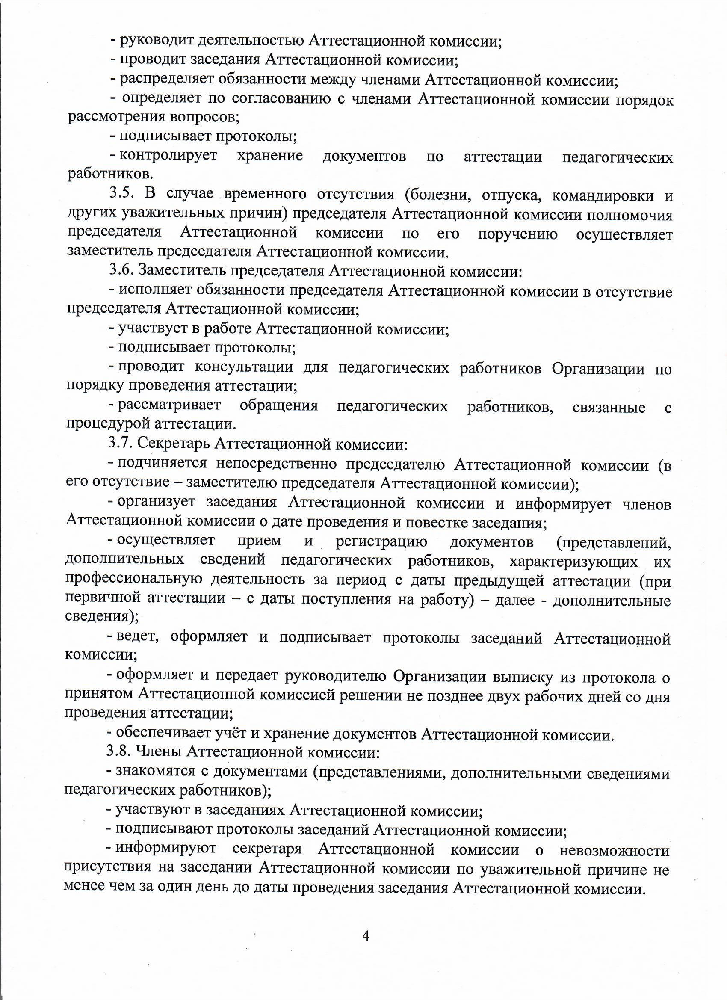 - руководит деятельностью Аттестационной комиссии;
- проводит заседания Аттестационной комиссии;
- распределяет обязанности между членами Аттестационной комиссии;
- определяет по согласованию с членами Аттестационной комиссии порядок
рассмотрения вопросов;
- подписывает протоколы;
- контролирует хранение документов по аттестации педагогических
работников.
3.5. В случае временного отсутствия (болезни, отпуска, командировки и
других уважительных причин) председателя Аттестационной комиссии полномочия
председателя Аттестационной комиссии по его поручению осуществляет
заместитель председателя Аттестационной комиссии.
3.6. Заместитель председателя Аттестационной комиссии:
- исполняет обязанности председателя Аттестационной комиссии в отсутствие
председателя Аттестационной комиссии;
- участвует в работе Аттестационной комиссии;
- подписывает протоколы;
- проводит консультации для педагогических работников Организации по
порядку проведения аттестации;
- рассматривает обращения педагогических работников, связанные с
процедурой аттестации.
3.7. Секретарь Аттестационной комиссии:
- подчиняется непосредственно председателю Аттестационной комиссии (в
его отсутствие – заместителю председателя Аттестационной комиссии);
- организует заседания Аттестационной комиссии и информирует членов
Аттестационной комиссии о дате проведения и повестке заседания;
- осуществляет прием и регистрацию документов (представлений,
дополнительных сведений педагогических работников, характеризующих их
профессиональную деятельность за период с даты предыдущей аттестации (при
первичной аттестации – с даты поступления на работу) – далее - дополнительные
сведения);
- ведет, оформляет и подписывает протоколы заседаний Аттестационной
комиссии;
- оформляет и передает руководителю Организации выписку из протокола о
принятом Аттестационной комиссией решении не позднее двух рабочих дней со дня
проведения аттестации;
- обеспечивает учёт и хранение документов Аттестационной комиссии.
3.8. Члены Аттестационной комиссии:
- знакомятся с документами (представлениями, дополнительными сведениями
педагогических работников);
- участвуют в заседаниях Аттестационной комиссии;
- подписывают протоколы заседаний Аттестационной комиссии;
- информируют секретаря Аттестационной комиссии о невозможности
присутствия на заседании Аттестационной комиссии по уважительной причине не
менее чем за один день до даты проведения заседания Аттестационной комиссии.
4